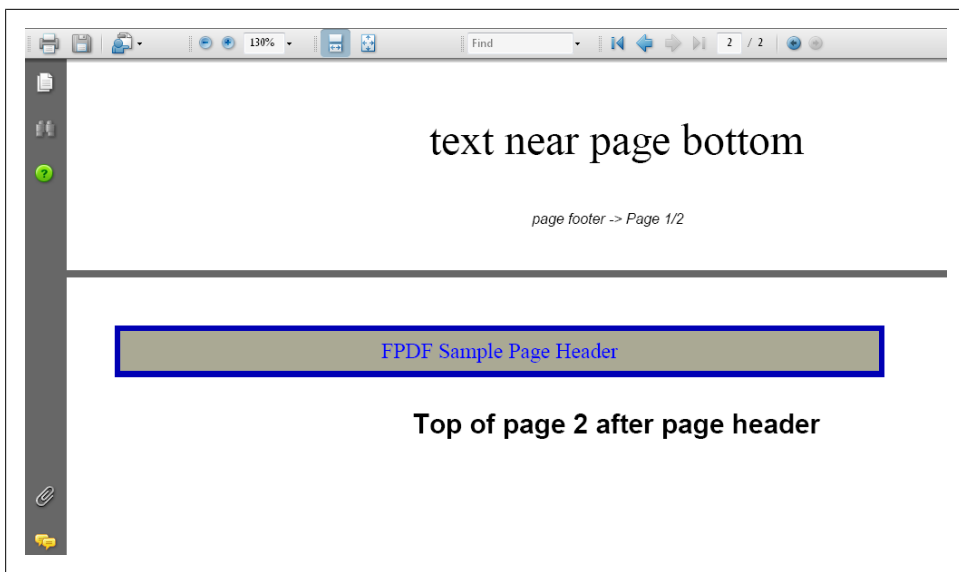 130%
Find
2 / 2
?
text near page bottom
page footer -> Page 1/2
FPDF Sample Page Header
Top of page 2 after page header